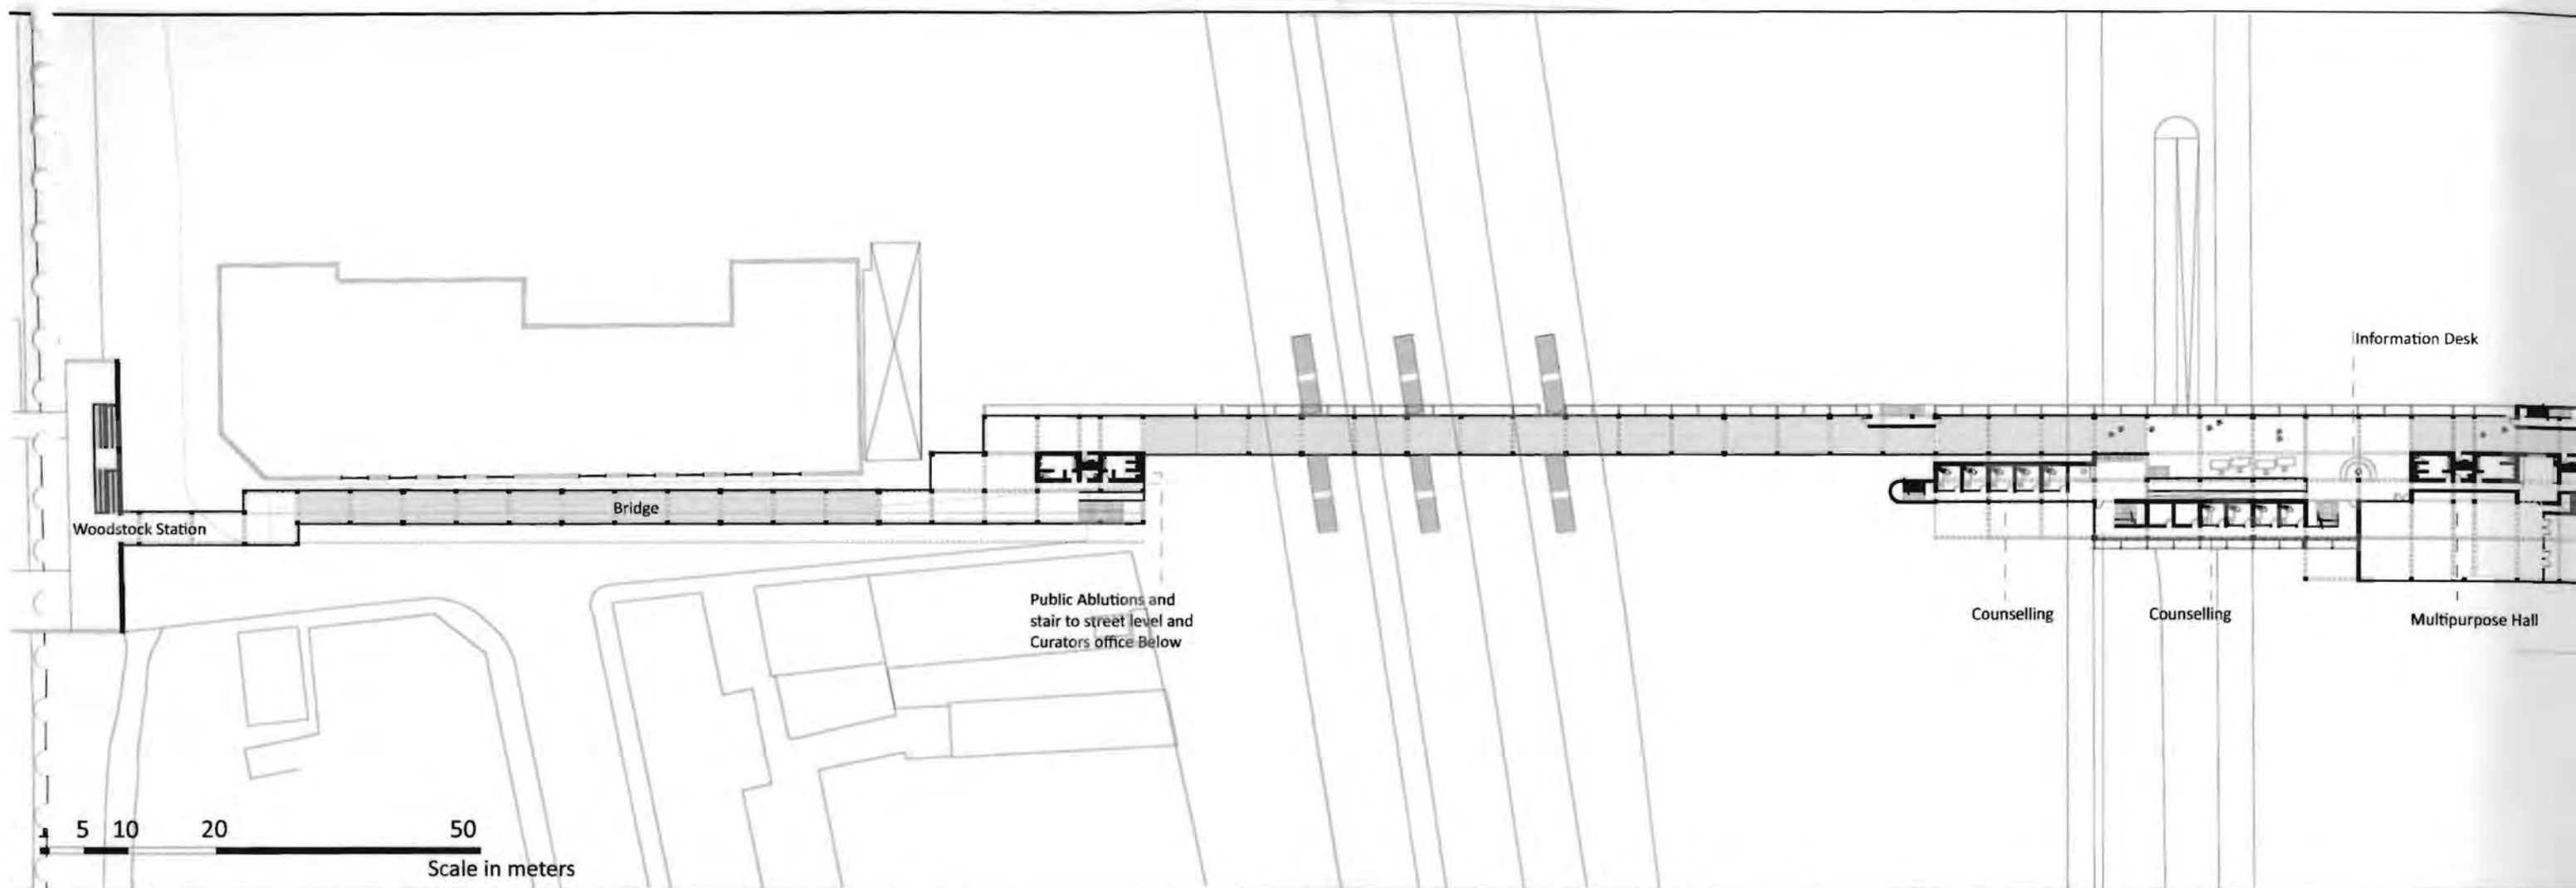 Information Desk
Bridge
Woodstock Station
Public Ablutions and
stair to street level and
Curators office Below
Counselling
Counselling
Multipurpose Hall
1 5 10 20 50
Scale in meters